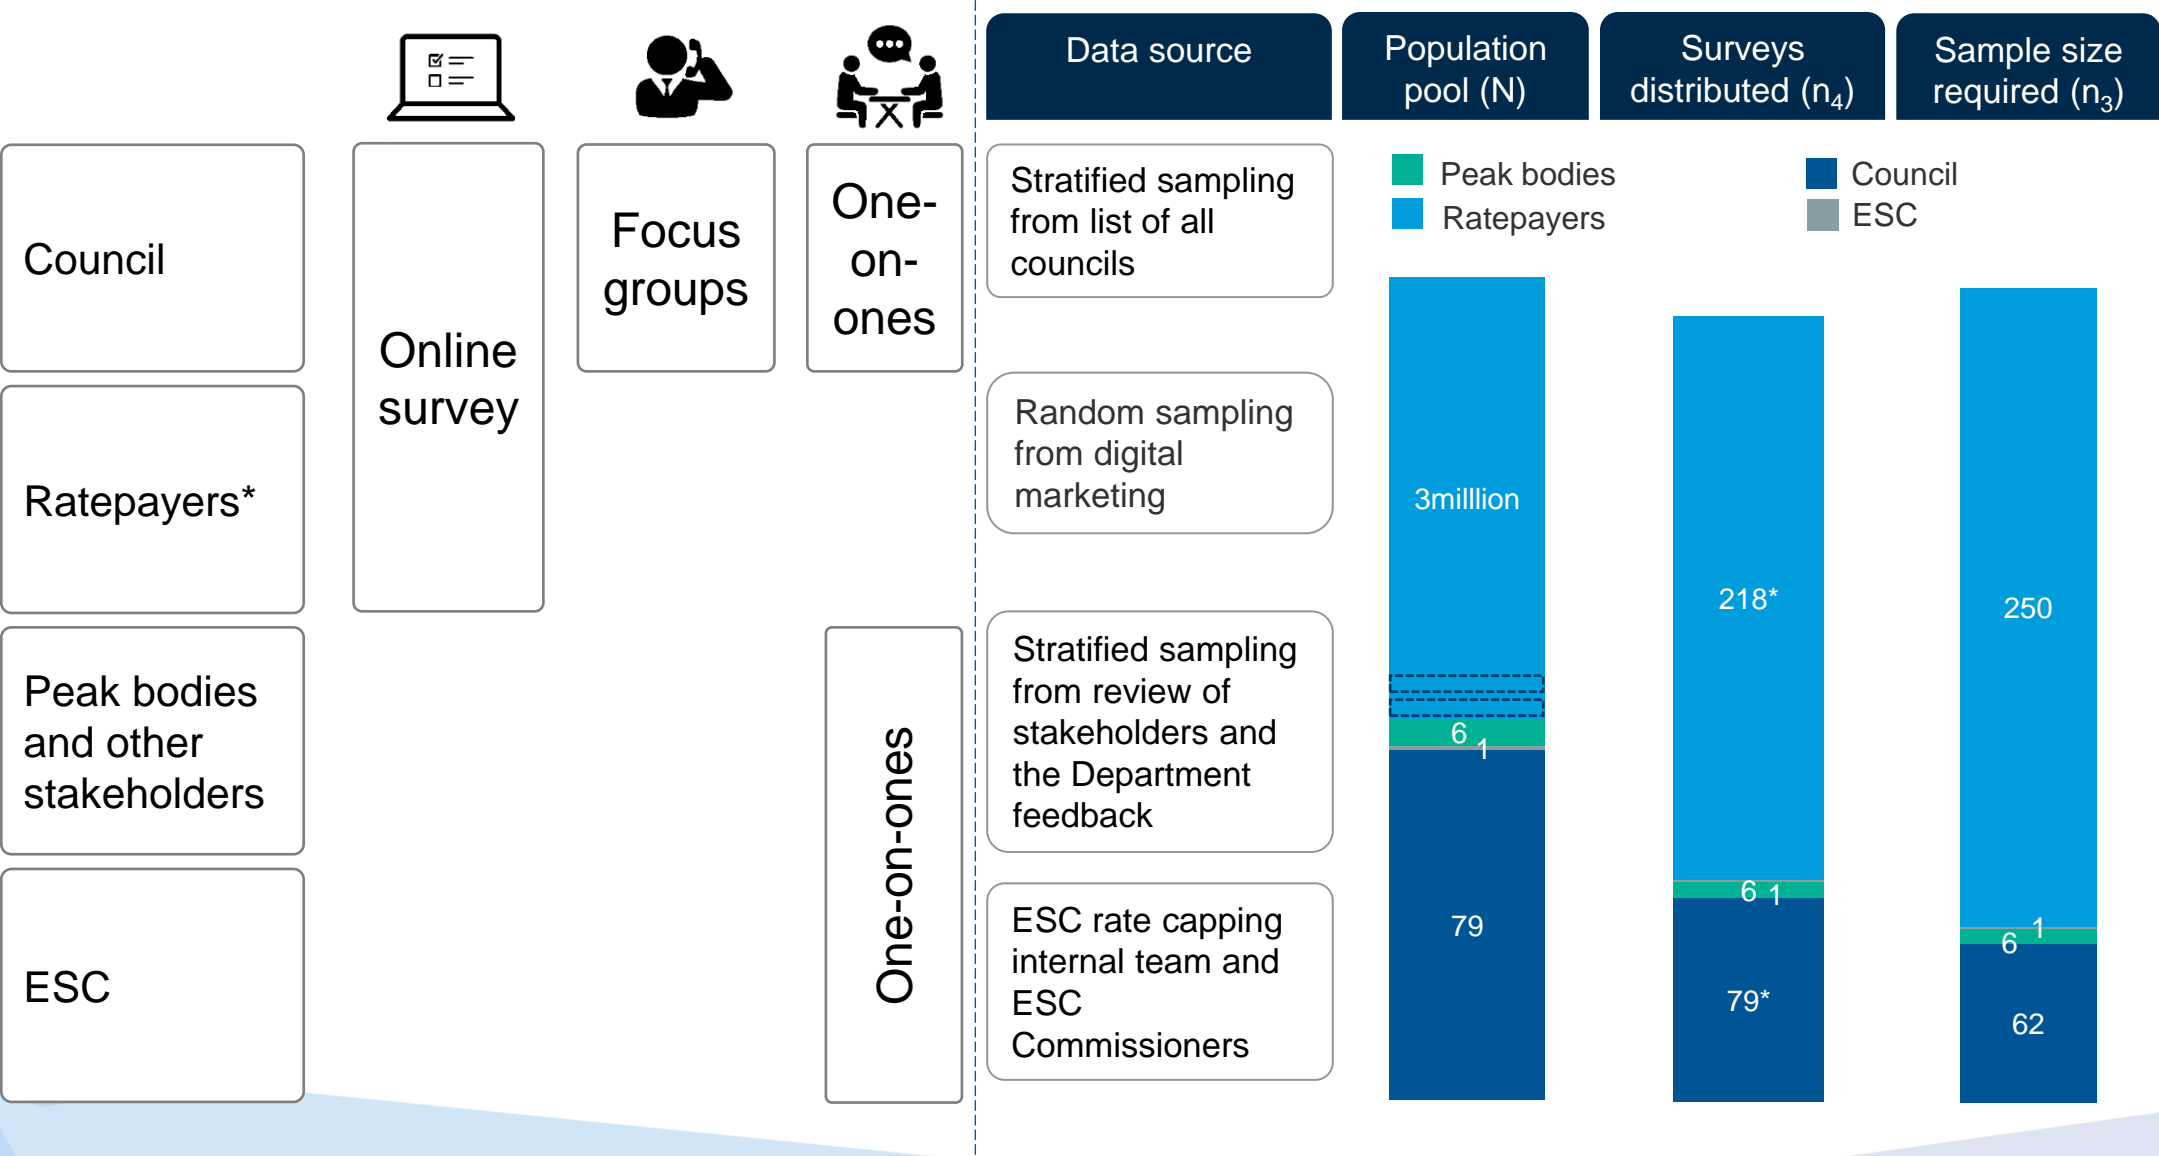 Data source
Population
pool (N)
Surveys
distributed (n4)
Sample size
required (n3)
Council
Ratepayers*
Peak bodies
and other
stakeholders
ESC
Online
survey
Focus
groups
One-
on-
ones
One-on-ones
Stratified sampling
from list of all
councils
Random sampling
from digital
marketing
Stratified sampling
from review of
stakeholders and
the Department
feedback
ESC rate capping
internal team and
ESC
Commissioners
Peak bodies
Council
Ratepayers
ESC
3milllion
6
1
79
218*
6
1
79*
250
1
6
62